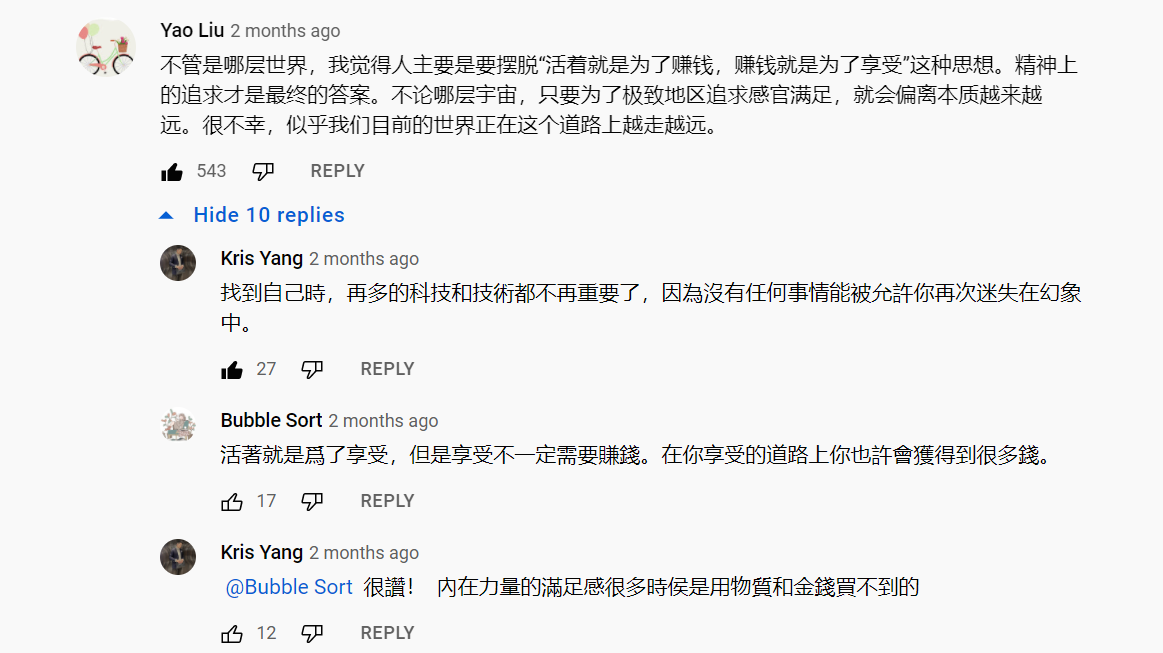 Yao Liu 2 months ago
不管是哪层世界，我觉得人主要是要摆脱“活着就是为了赚钱，赚钱就是为了享受”这种思想。精神上
的追求才是最终的答案。不论哪层宇宙，只要为了极致地区追求感官满足，就会偏离本质越来越
远。很不幸，似乎我们目前的世界正在这个道路上越走越远。
543 REPLY
Hide 10 replies
Kris Yang 2 months ago
找到自己時，再多的科技和技術都不再重要了，因為沒有任何事情能被允許你再次迷失在幻象
中。
27 REPLY
Bubble Sort 2 months ago
活著就是爲了享受，但是享受不一定需要賺錢。在你享受的道路上你也許會獲得到很多錢。
17 REPLY
Kris Yang 2 months ago
@Bubble Sort 很讚！ 內在力量的滿足感很多時侯是用物質和金錢買不到的
12 REPLY